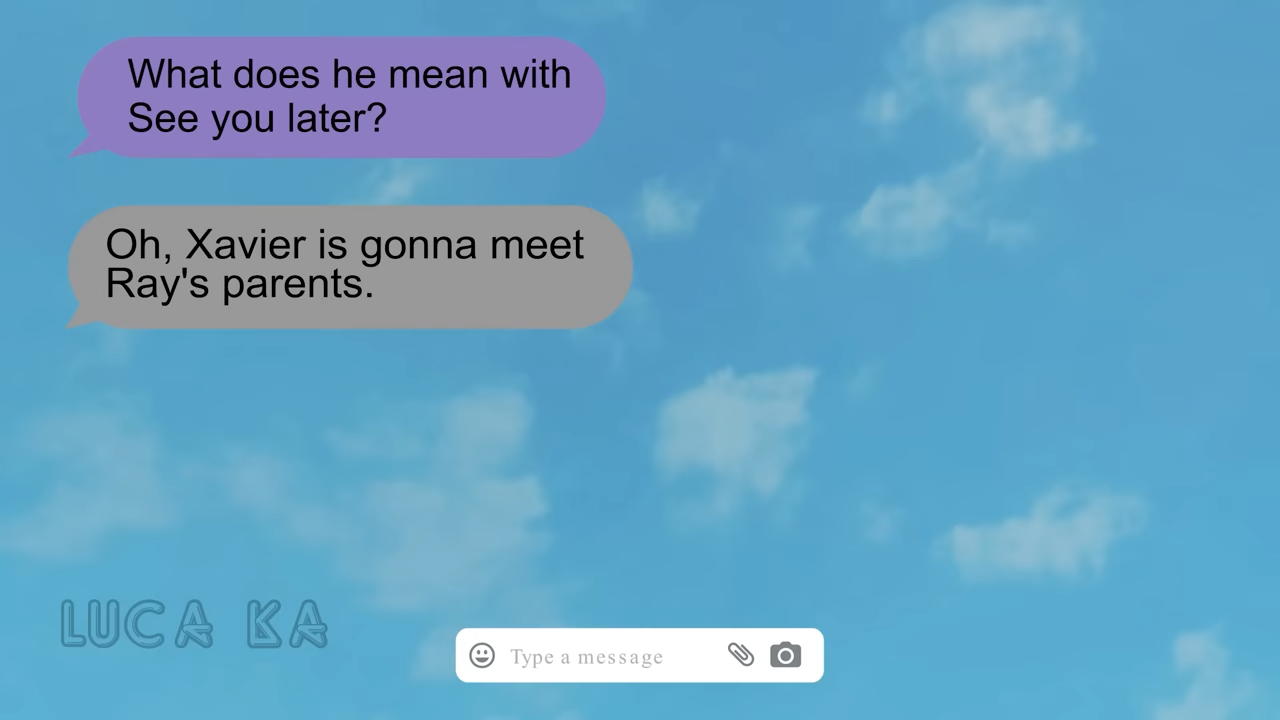 What does he mean with
See you later?
Oh, Xavier is gonna meet
Ray's parents.
LUCA KA
Type a message